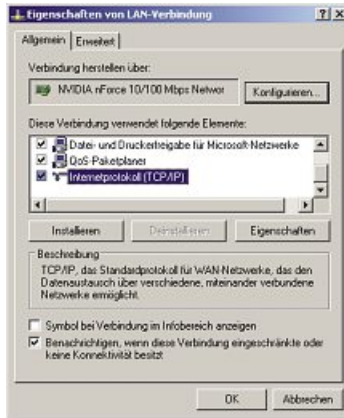 Eigenschaften von LAN-Verbindung
Allgemein Erweitert
Verbindung herstellen über:
NVIDIA nForce 10/100 Mbps Networ Konfigurieren...
Diese Verbindung verwendet folgende Elemente:
Datei- und Druckerfreigabe für Microsoft-Netzwerke
QoS-Paketplaner
Internetprotokoll (TCP/IP)
Installieren Deinstallieren Eigenschaften
Beschreibung
TCP/IP, das Standardprotokoll für WAN-Netzwerke, das den
Datenaustausch über verschiedene, miteinander verbundene
Netzwerke ermöglicht.
Symbol bei Verbindung im Infobereich anzeigen
Benachrichtigen, wenn diese Verbindung eingeschränkte oder
keine Konnektivität besitzt
OK Abbrechen